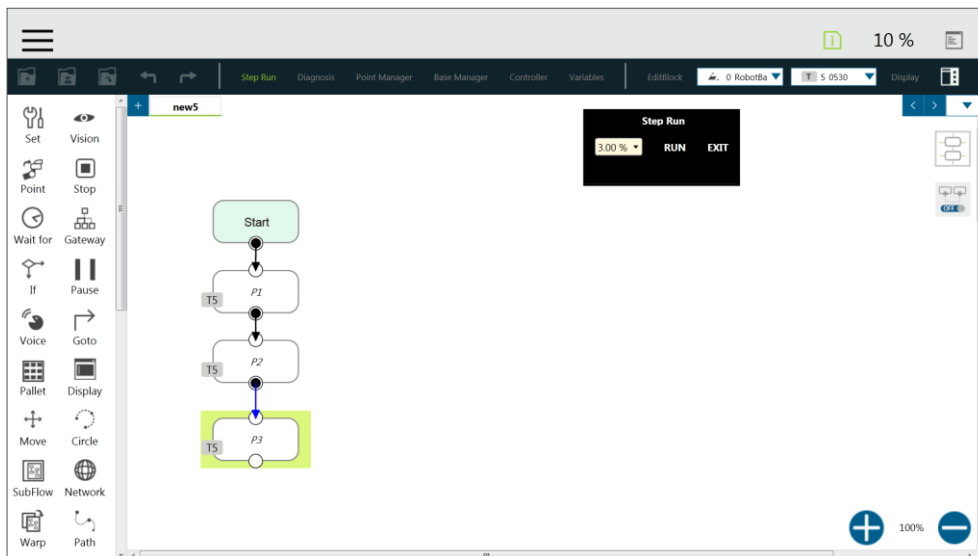 10 %
Step Run Diagnosis Point Manager Base Manager Controller Variables EditBlock 0 RobotBa T 5 0530 Display
+ new5
Step Run
3.00 % RUN EXIT
Set Vision
Point Stop
Wait for Gateway
If Pause
Voice Goto
Pallet Display
Move Circle
SubFlow Network
Warp Path
OFF
Start
P1
T5
P2
T5
P3
T5
100%